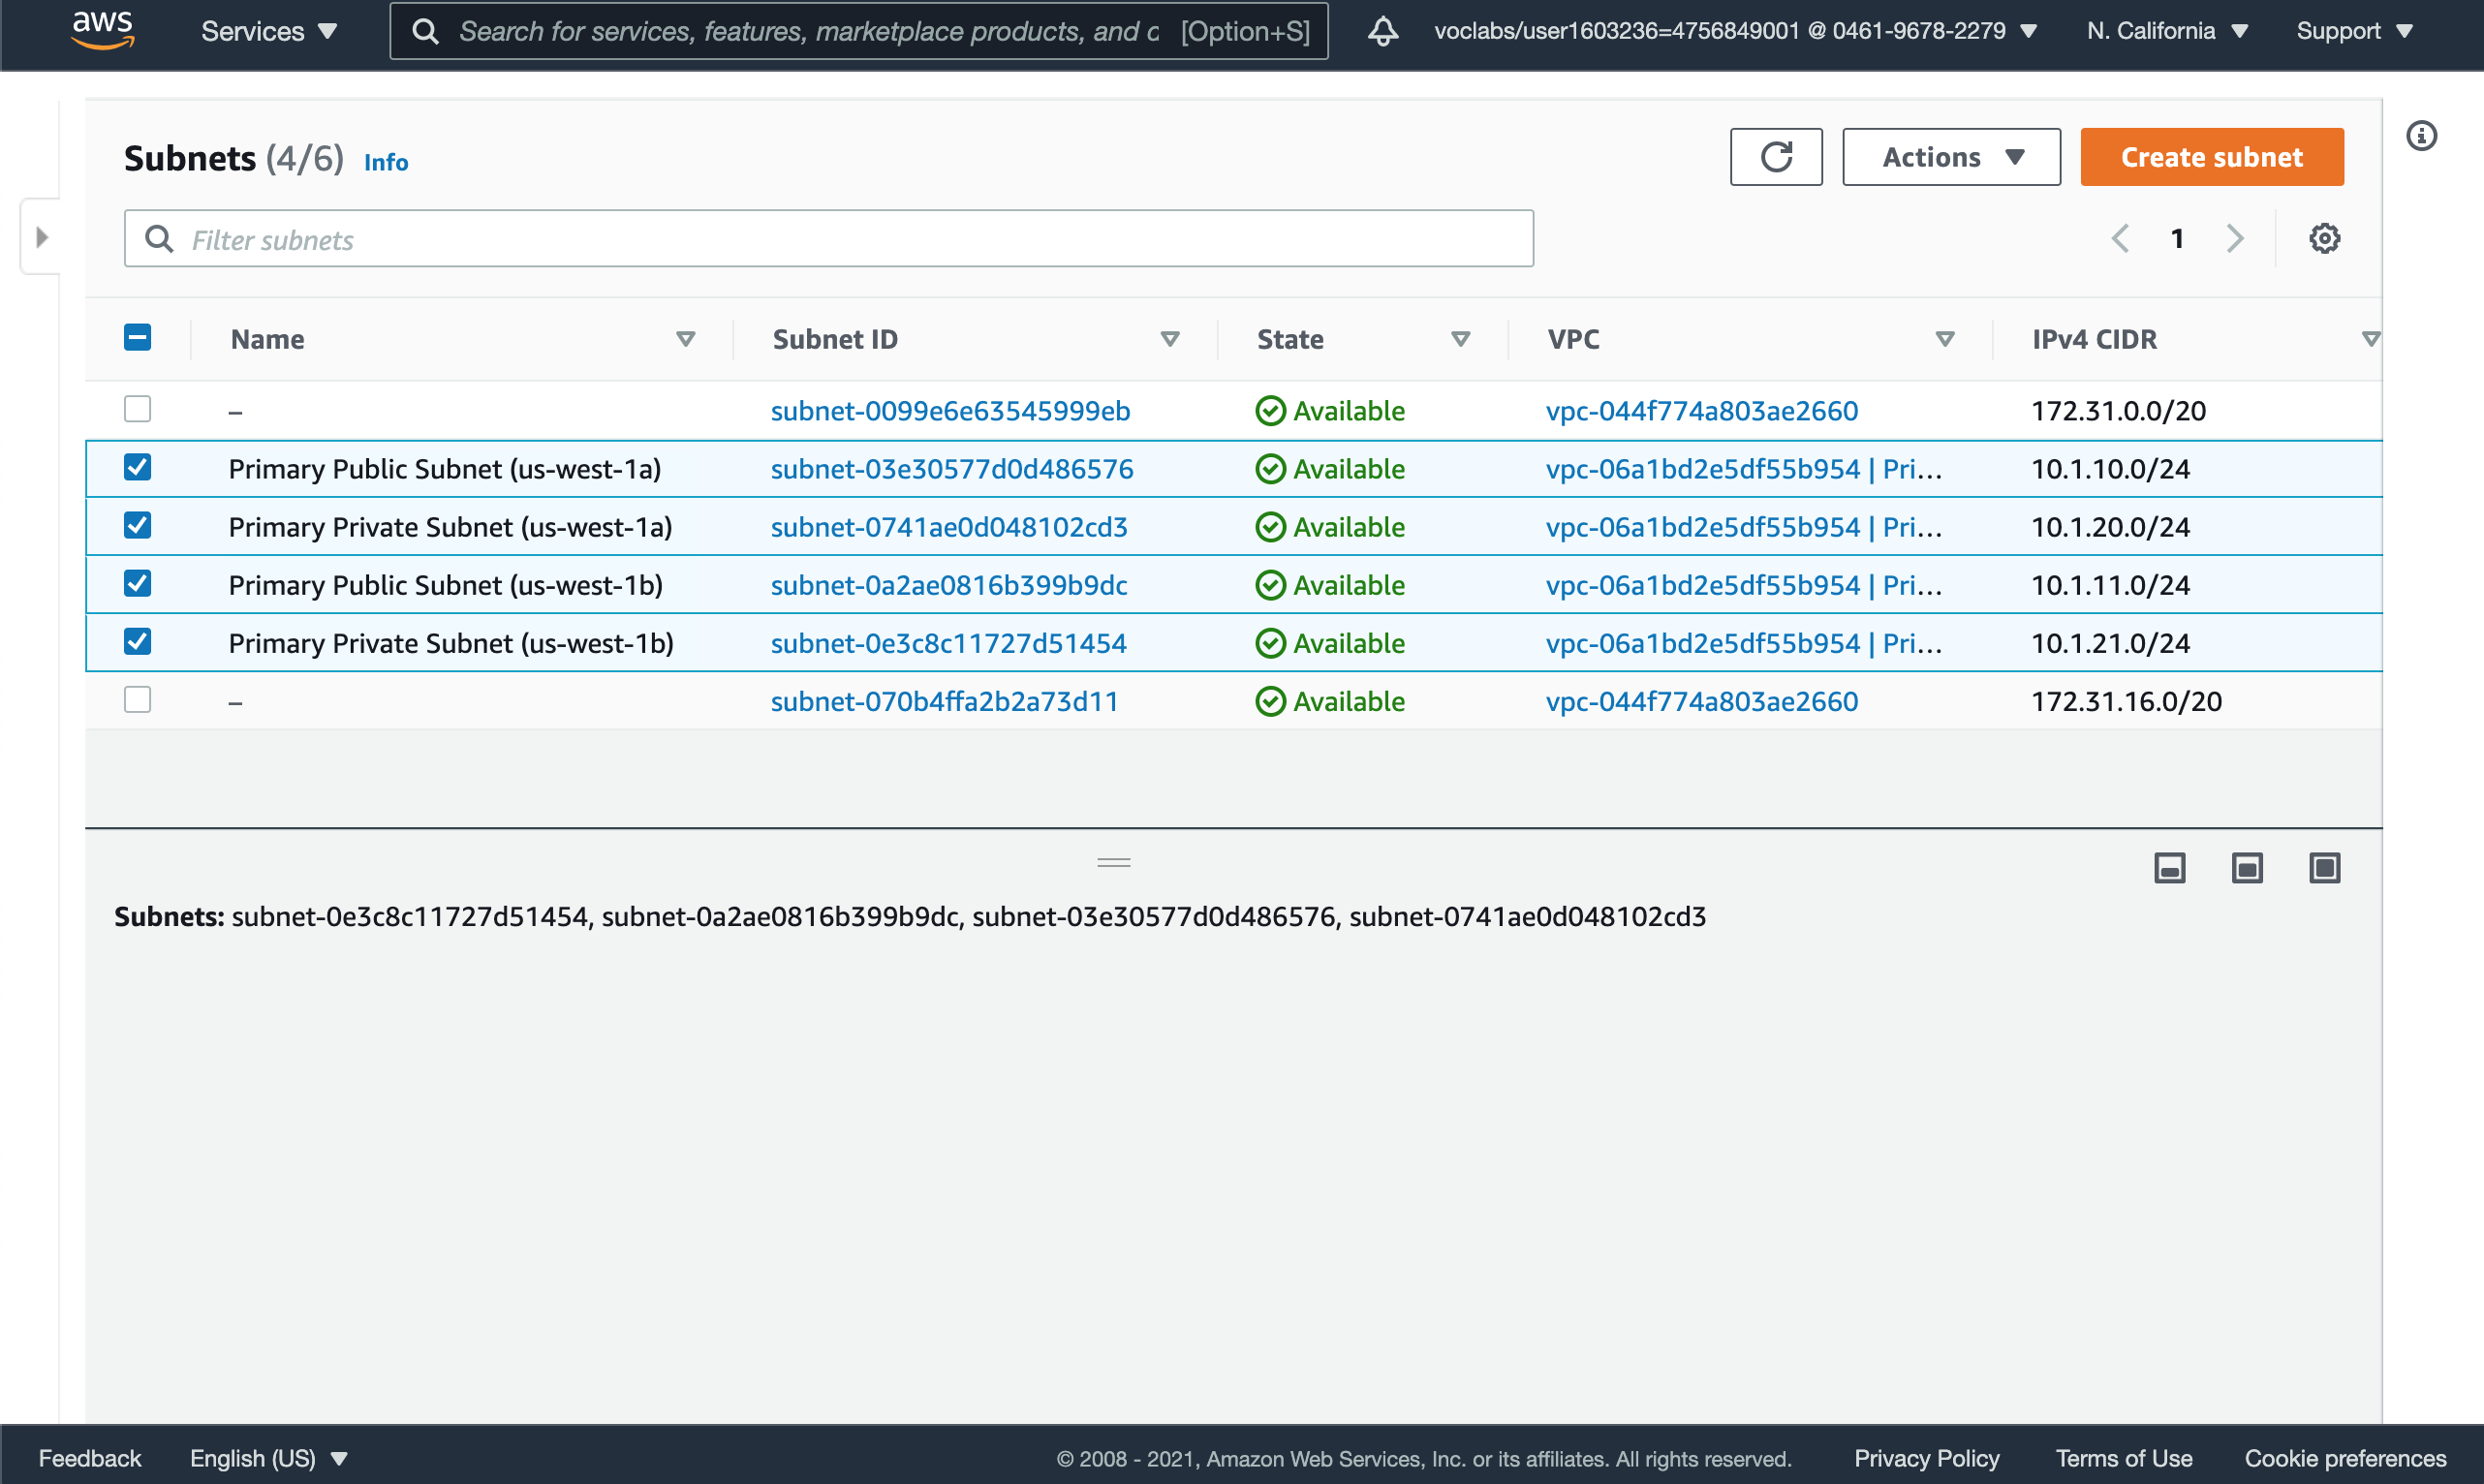 aws Services Search for services, features, marketplace products, and c [Option+S] voclabs/user1603236=4756849001 @ 0461-9678-2279 N. California Support
Subnets (4/6) Info Actions Create subnet
Filter subnets 1
Name Subnet ID State VPC IPv4 CIDR
– subnet-0099e6e63545999eb Available vpc-044f774a803ae2660 172.31.0.0/20
Primary Public Subnet (us-west-1a) subnet-03e30577d0d486576 Available vpc-06a1bd2e5df55b954 | Pri... 10.1.10.0/24
Primary Private Subnet (us-west-1a) subnet-0741ae0d048102cd3 Available vpc-06a1bd2e5df55b954 | Pri... 10.1.20.0/24
Primary Public Subnet (us-west-1b) subnet-0a2ae0816b399b9dc Available vpc-06a1bd2e5df55b954 | Pri... 10.1.11.0/24
Primary Private Subnet (us-west-1b) subnet-0e3c8c11727d51454 Available vpc-06a1bd2e5df55b954 | Pri... 10.1.21.0/24
– subnet-070b4ffa2b2a73d11 Available vpc-044f774a803ae2660 172.31.16.0/20
Subnets: subnet-0e3c8c11727d51454, subnet-0a2ae0816b399b9dc, subnet-03e30577d0d486576, subnet-0741ae0d048102cd3
Feedback English (US) © 2008 - 2021, Amazon Web Services, Inc. or its affiliates. All rights reserved. Privacy Policy Terms of Use Cookie preferences